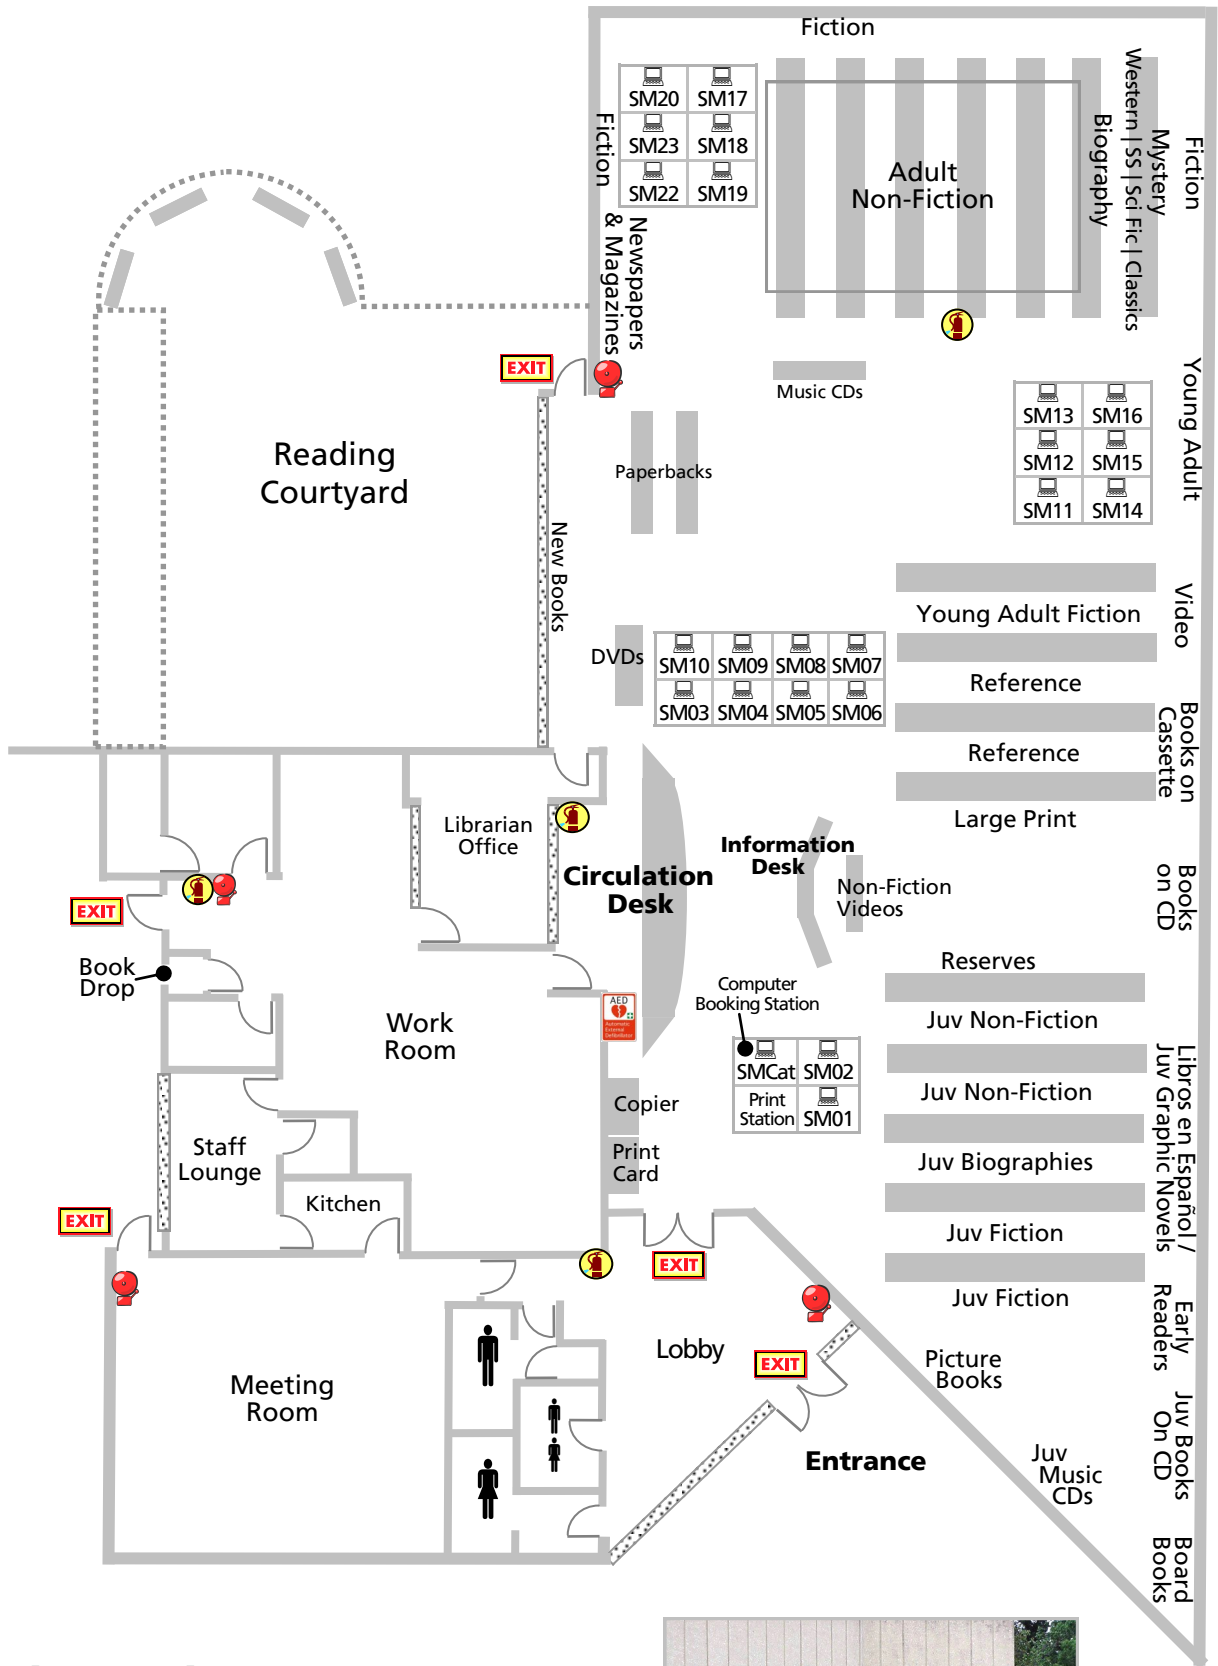 Fiction
SM20 SM17
SM23 SM18
SM22 SM19
Fiction
Newspapers
& Magazines
Adult
Non-Fiction
Biography
Western | SS | Sci Fic | Classics
Mystery
Fiction
EXIT
Music CDs
Young Adult
SM13 SM16
SM12 SM15
SM11 SM14
Reading
Courtyard
Paperbacks
New Books
Young Adult Fiction
Video
DVDs
SM10 SM09 SM08 SM07
SM03 SM04 SM05 SM06
Reference
Books on
Cassette
Reference
Large Print
Librarian
Office
Circulation
Desk
Information
Desk
Non-Fiction
Videos
Books
on CD
EXIT
Book
Drop
Reserves
Computer
Booking Station
AED
Automatic
External
Defibrillator
Work
Room
Juv Non-Fiction
SMCat SM02
Print
Station
SM01
Juv Non-Fiction
Libros en Español /
Juv Graphic Novels
Copier
Print
Card
Staff
Lounge
Kitchen
Juv Biographies
EXIT
Juv Fiction
EXIT
Juv Fiction
Early
Readers
Lobby
EXIT
Picture
Books
Meeting
Room
Juv Books
On CD
Entrance
Juv
Music
CDs
Board
Books